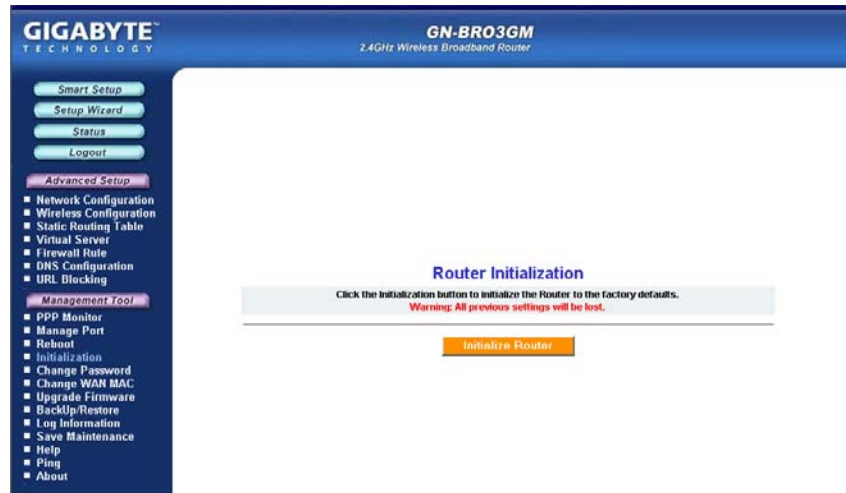 GIGABYTE™
TECHNOLOGY
GN-BRO3GM
2.4GHz Wireless Broadband Router
Smart Setup
Setup Wizard
Status
Logout
Advanced Setup
Network Configuration
Wireless Configuration
Static Routing Table
Virtual Server
Firewall Rule
DNS Configuration
URL Blocking
Management Tool
PPP Monitor
Manage Port
Reboot
Initialization
Change Password
Change WAN MAC
Upgrade Firmware
BackUp/Restore
Log Information
Save Maintenance
Help
Ping
About
Router Initialization
Click the Initialization button to initialize the Router to the factory defaults.
Warning: All previous settings will be lost.
Initialize Router